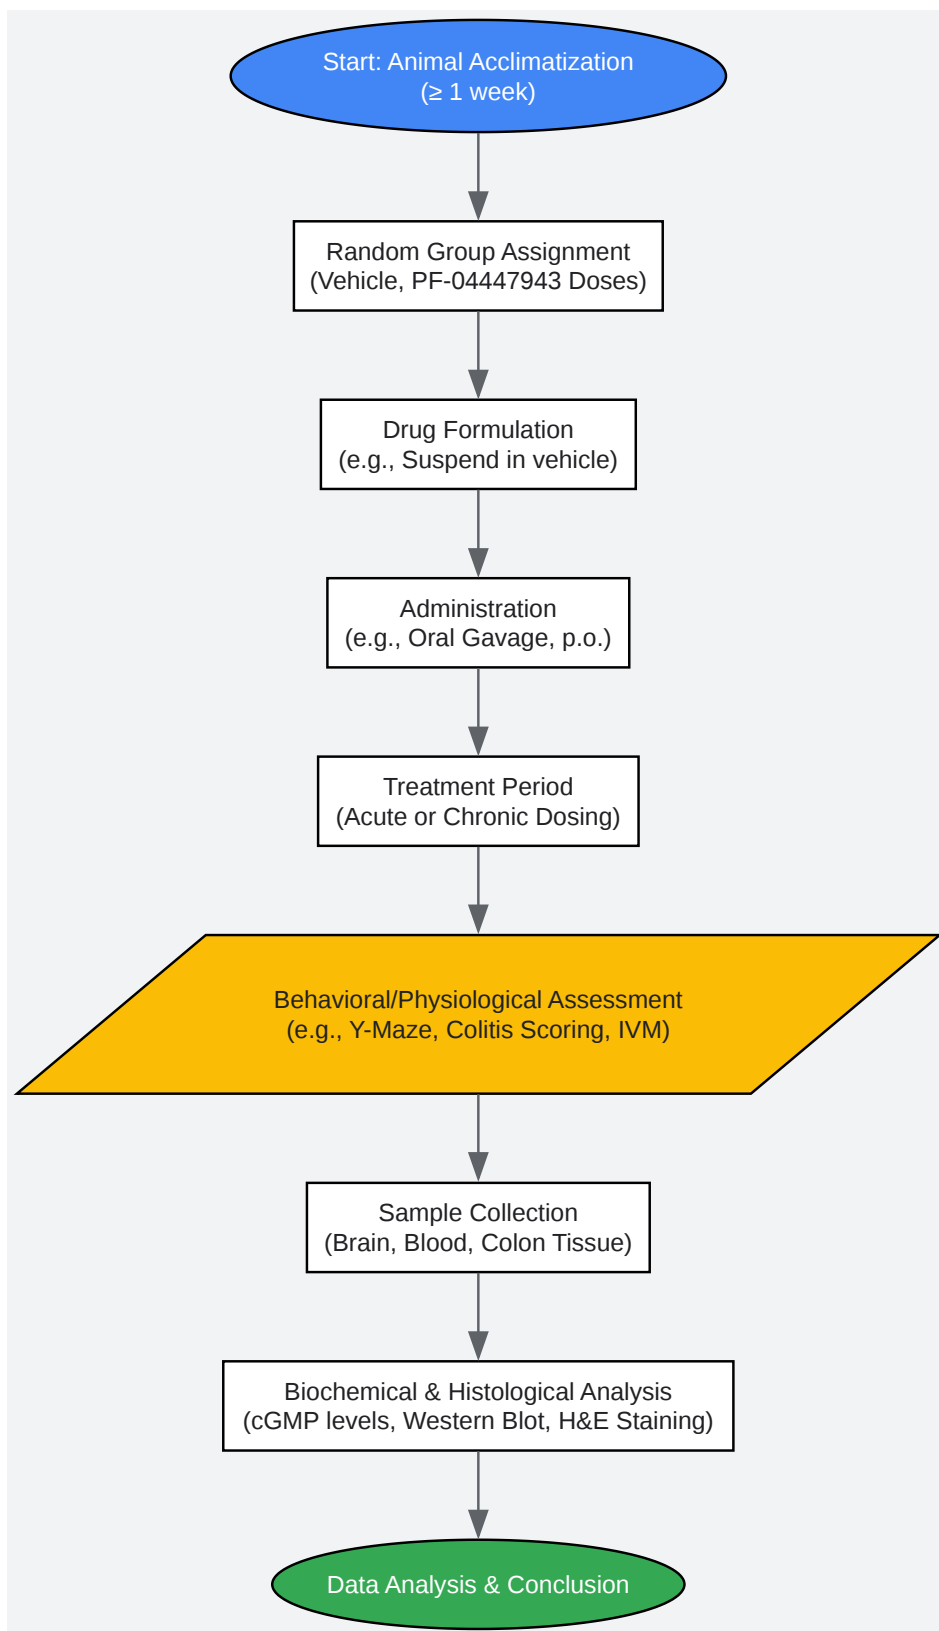 Start: Animal Acclimatization
(≥ 1 week)
Random Group Assignment
(Vehicle, PF-04447943 Doses)
Drug Formulation
(e.g., Suspend in vehicle)
Administration
(e.g., Oral Gavage, p.o.)
Treatment Period
(Acute or Chronic Dosing)
Behavioral/Physiological Assessment
(e.g., Y-Maze, Colitis Scoring, IVM)
Sample Collection
(Brain, Blood, Colon Tissue)
Biochemical & Histological Analysis
(cGMP levels, Western Blot, H&E Staining)
Data Analysis & Conclusion